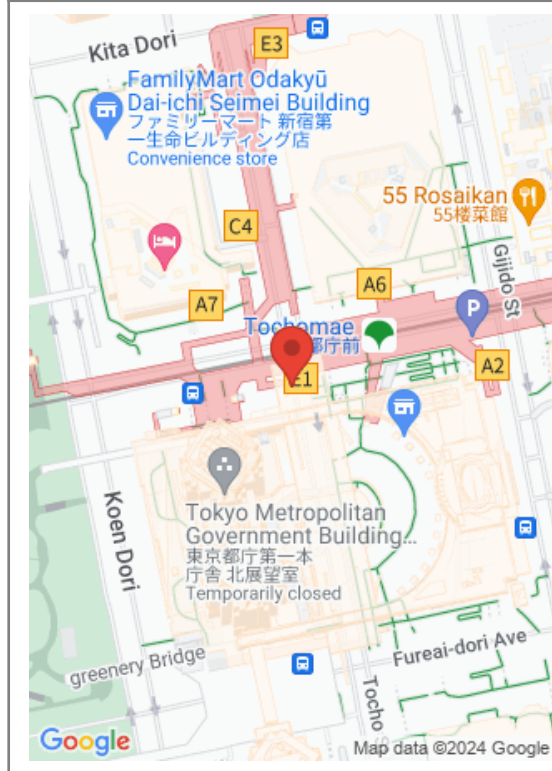 Kita Dori
E3
FamilyMart Odakyū
Dai-ichi Seimei Building
ファミリーマート 新宿第
一生命ビルディング店
Convenience store
55 Rosaikan
55楼菜館
C4
Gijido St
A6
A7
P
Tochomae
都庁前
E1
A2
Koen Dori
Tokyo Metropolitan
Government Building...
東京都庁第一本
庁舎 北展望室
Temporarily closed
greenery Bridge
Fureai-dori Ave
Tocho
Google
Map data ©2024 Google